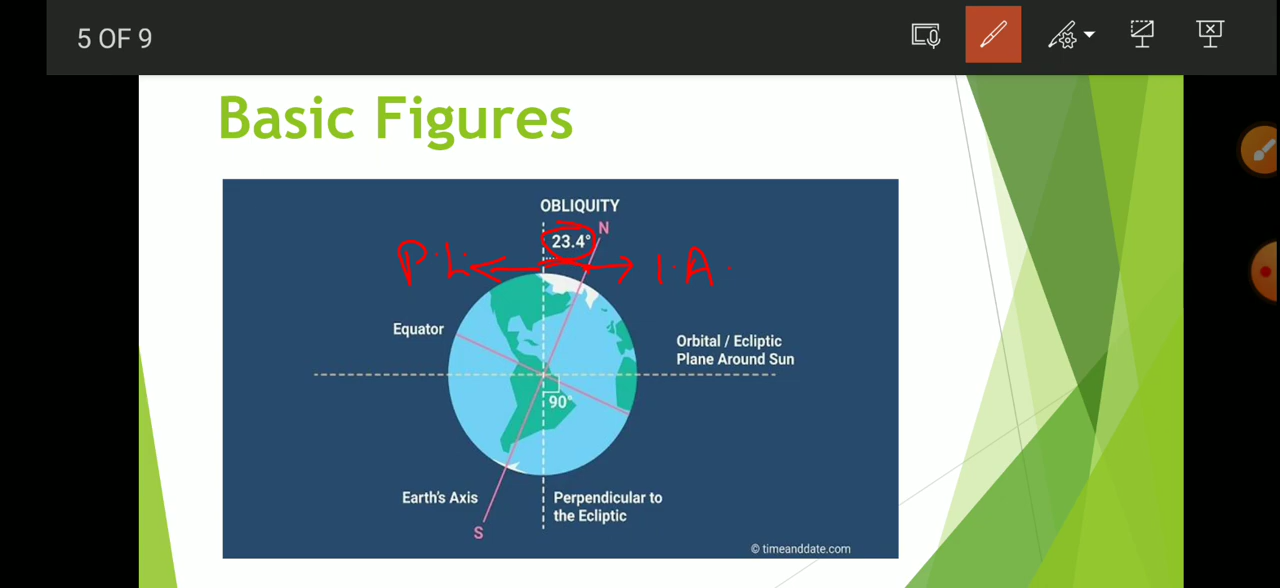 5 OF 9
Basic Figures
OBLIQUITY
N
23.4°
P.L.
I.A.
Equator
Orbital / Ecliptic
Plane Around Sun
90°
Earth's Axis
Perpendicular to
the Ecliptic
S
© timeanddate.com